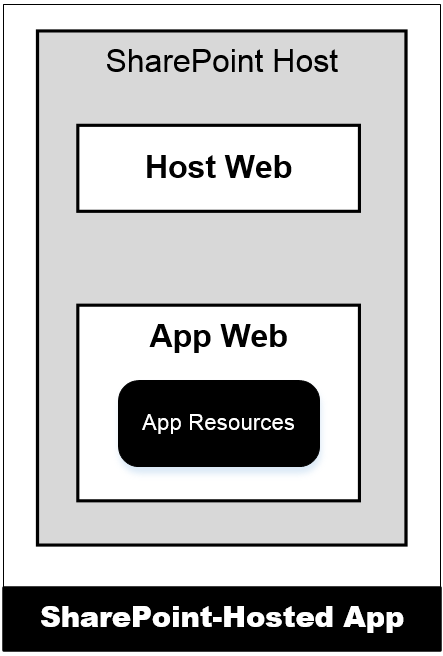 SharePoint Host
Host Web
App Web
App Resources
SharePoint-Hosted App